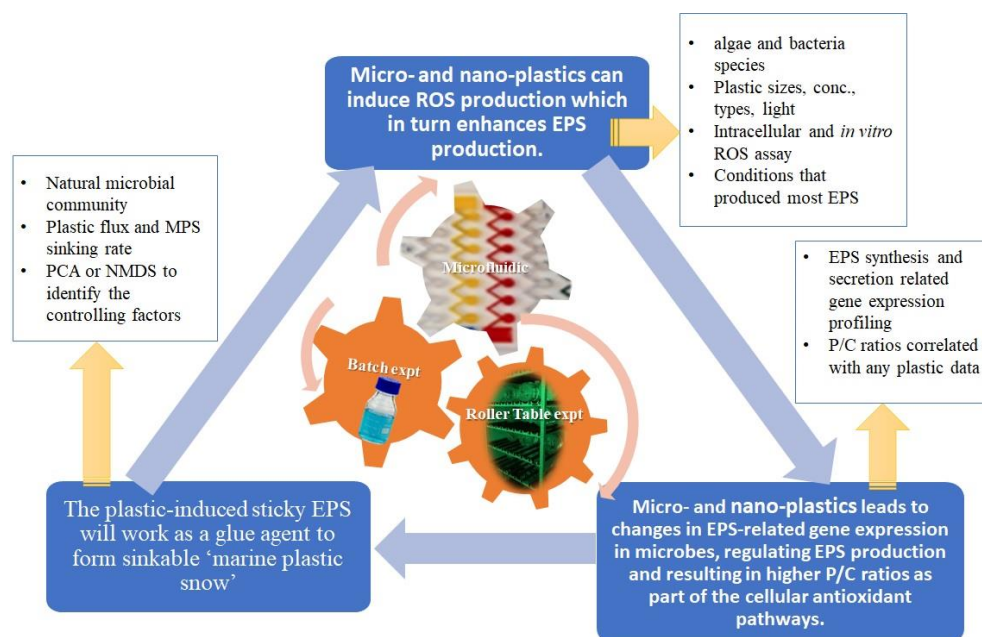 Micro- and nano-plastics can
induce ROS production which
in turn enhances EPS
production.
• algae and bacteria
species
• Plastic sizes, conc.,
types, light
• Intracellular and in vitro
ROS assay
• Conditions that
produced most EPS
• Natural microbial
community
• Plastic flux and MPS
sinking rate
• PCA or NMDS to
identify the
controlling factors
Microfluidic
Batch expt
Roller Table expt
• EPS synthesis and
secretion related
gene expression
profiling
• P/C ratios correlated
with any plastic data
The plastic-induced sticky EPS
will work as a glue agent to
form sinkable ‘marine plastic
snow’
Micro- and nano-plastics leads to
changes in EPS-related gene expression
in microbes, regulating EPS production
and resulting in higher P/C ratios as
part of the cellular antioxidant
pathways.